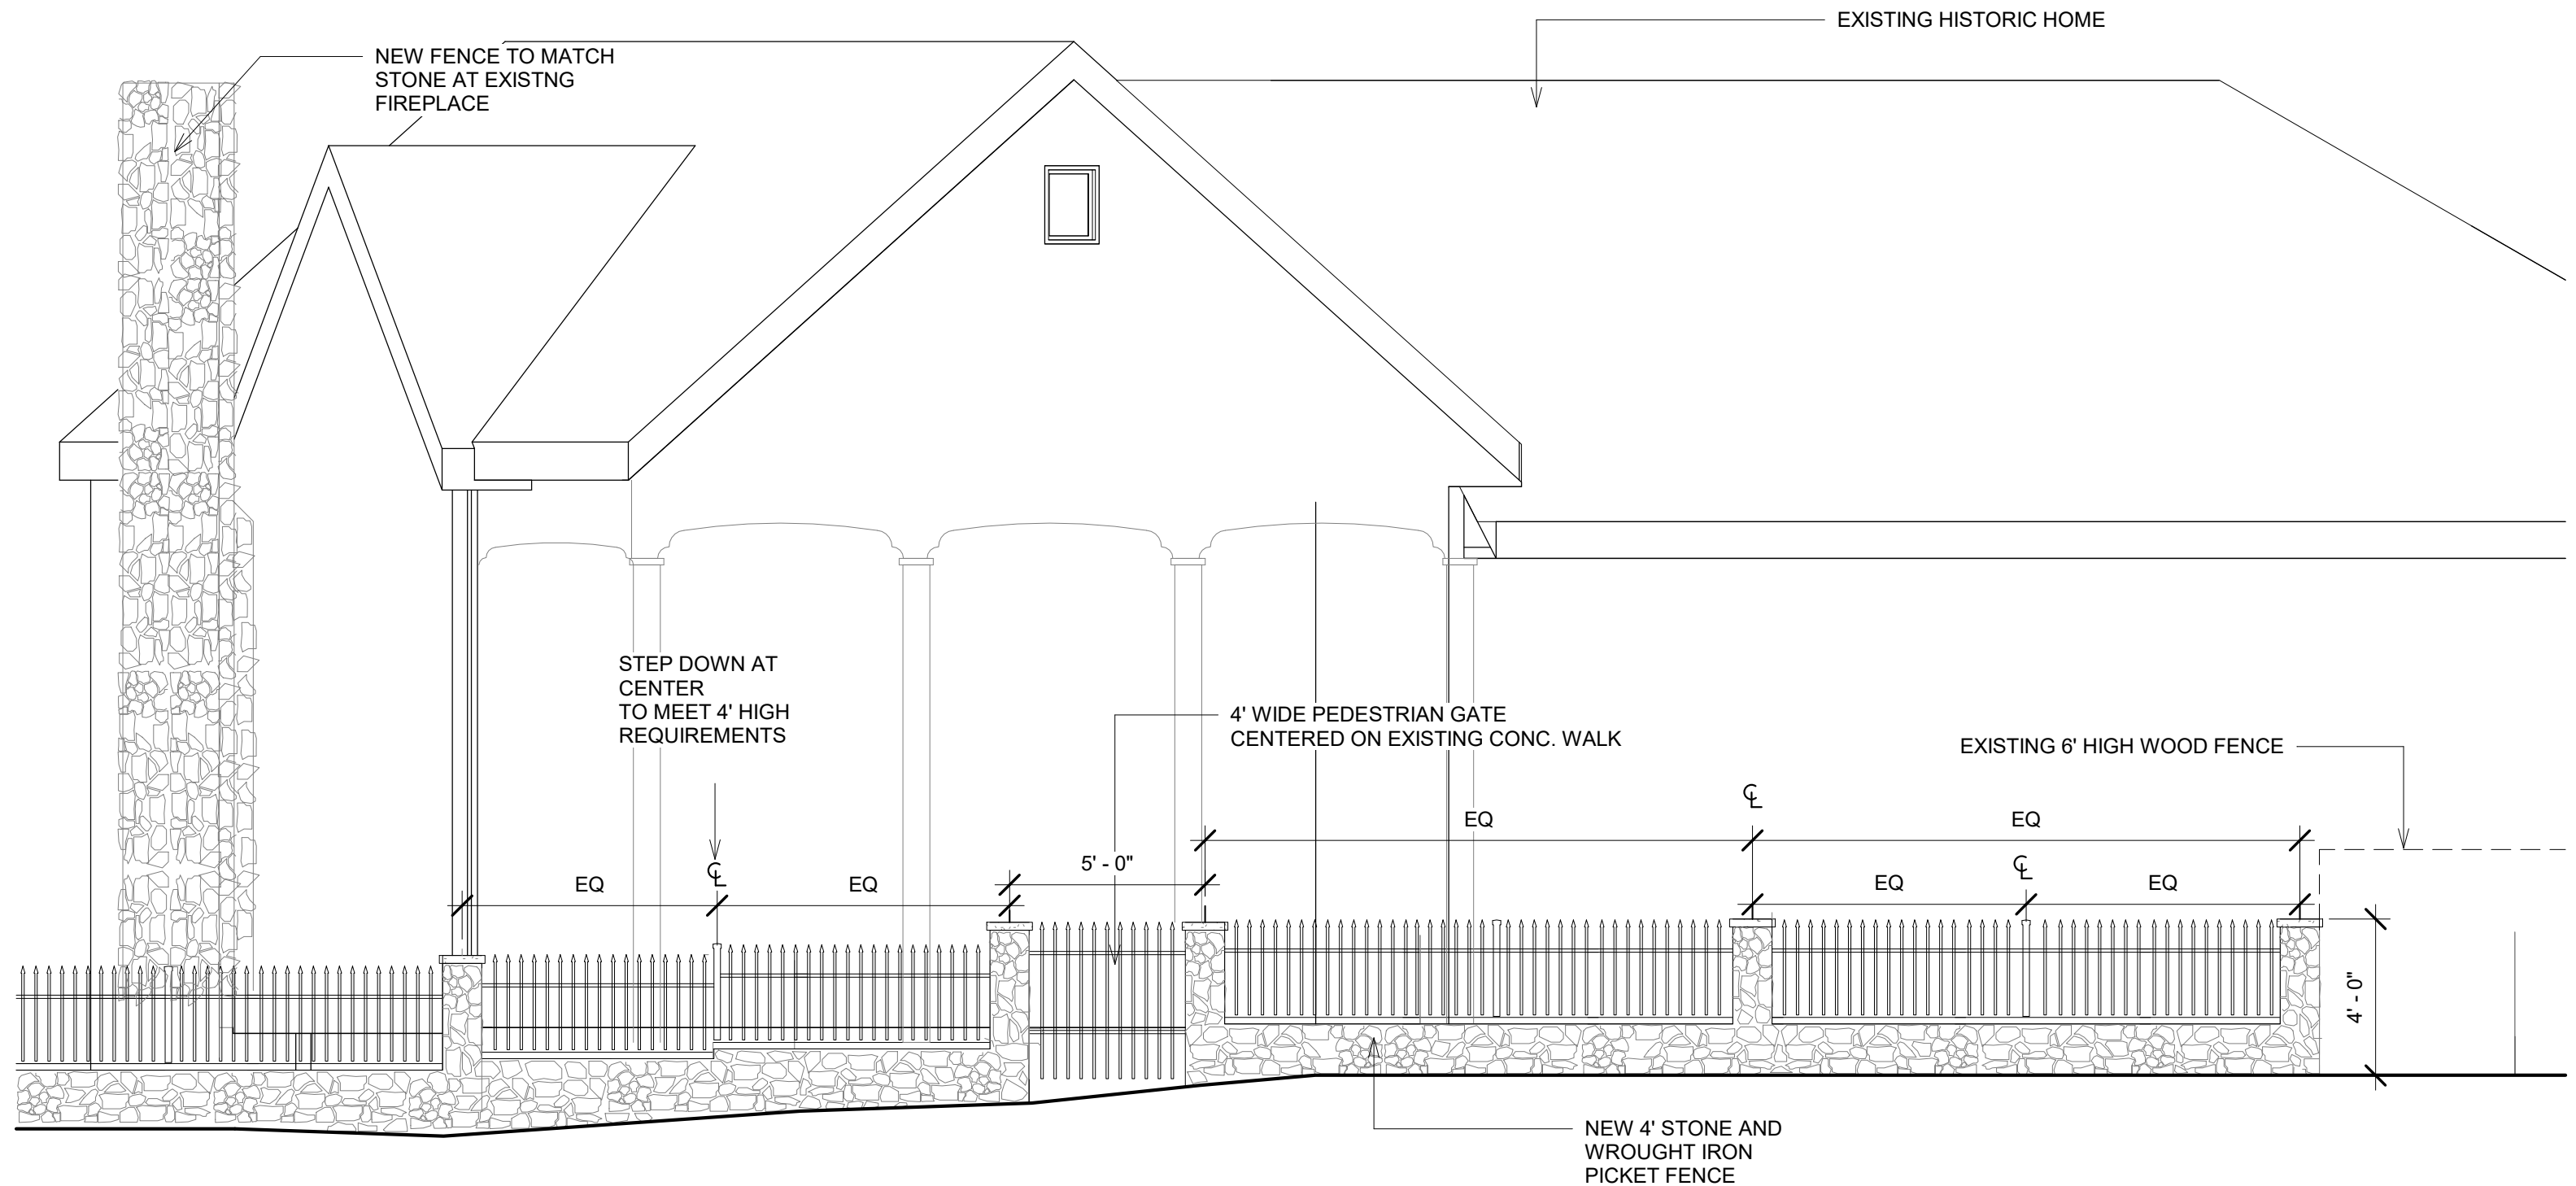 EXISTING HISTORIC HOME
NEW FENCE TO MATCH
STONE AT EXISTNG
FIREPLACE
STEP DOWN AT
CENTER
TO MEET 4' HIGH
REQUIREMENTS
4' WIDE PEDESTRIAN GATE
CENTERED ON EXISTING CONC. WALK
EXISTING 6' HIGH WOOD FENCE
℄
EQ
EQ
5' - 0"
℄
EQ
EQ
℄
EQ
EQ
4' - 0"
NEW 4' STONE AND
WROUGHT IRON
PICKET FENCE